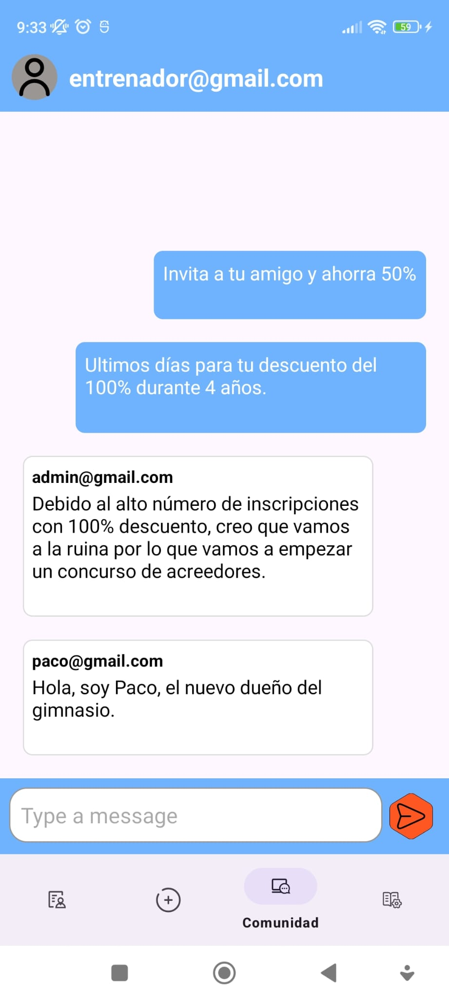 9:33
59
entrenador@gmail.com
Invita a tu amigo y ahorra 50%
Ultimos días para tu descuento del
100% durante 4 años.
admin@gmail.com
Debido al alto número de inscripciones
con 100% descuento, creo que vamos
a la ruina por lo que vamos a empezar
un concurso de acreedores.
paco@gmail.com
Hola, soy Paco, el nuevo dueño del
gimnasio.
Type a message
Comunidad